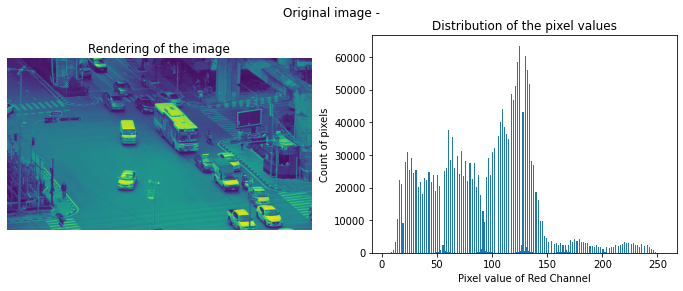 Original image -
Rendering of the image
Distribution of the pixel values
Count of pixels
60000
50000
40000
30000
20000
10000
0
0 50 100 150 200 250
Pixel value of Red Channel